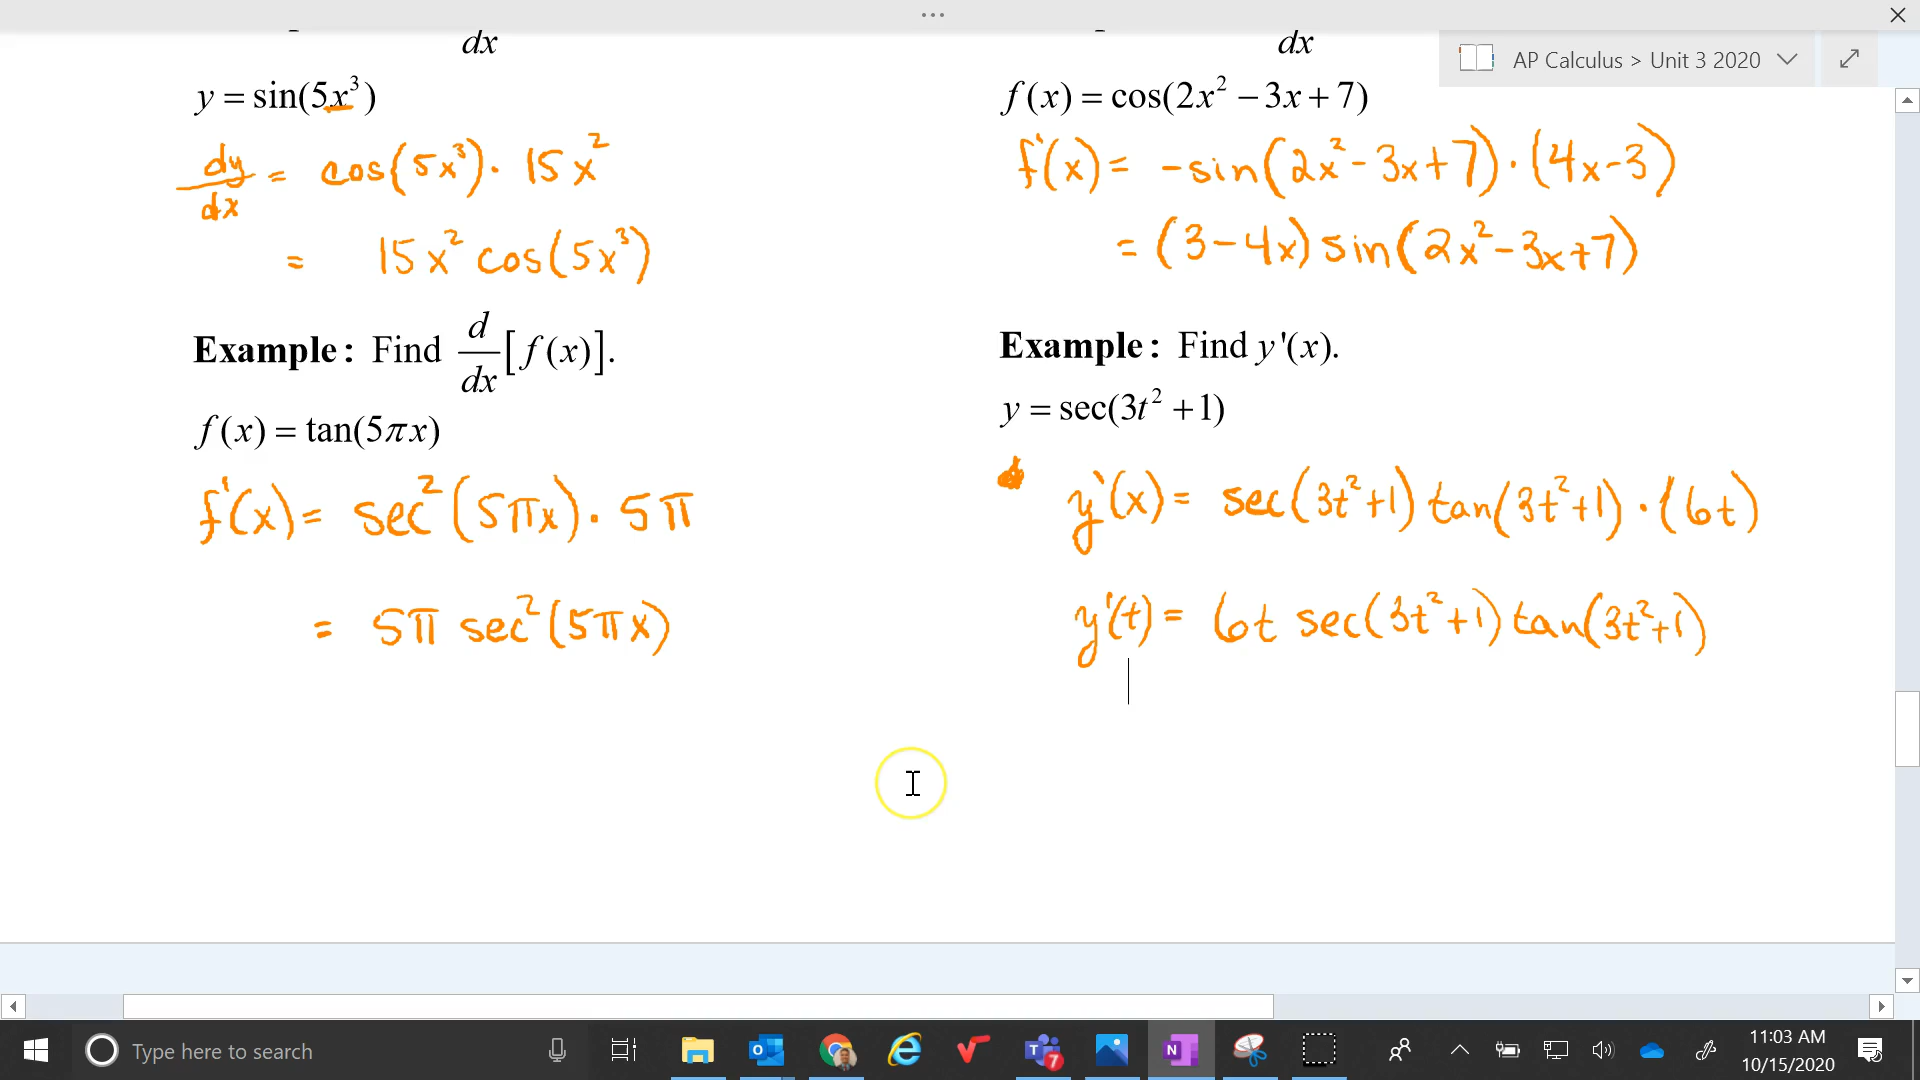 AP Calculus > Unit 3 2020
dx
y = sin(5x³)
dy/dx = cos(5x³) · 15x²
= 15x² cos(5x³)
dx
f(x) = cos(2x² − 3x + 7)
f'(x) = -sin(2x² - 3x + 7) · (4x - 3)
= (3 - 4x) sin(2x² - 3x + 7)
Example: Find d/dx [f(x)].
f(x) = tan(5πx)
f'(x) = sec²(5πx) · 5π
= 5π sec²(5πx)
Example: Find y'(x).
y = sec(3t² + 1)
y'(x) = sec(3t² + 1) tan(3t² + 1) · (6t)
y'(t) = 6t sec(3t² + 1) tan(3t² + 1)
Type here to search
7
11:03 AM
10/15/2020